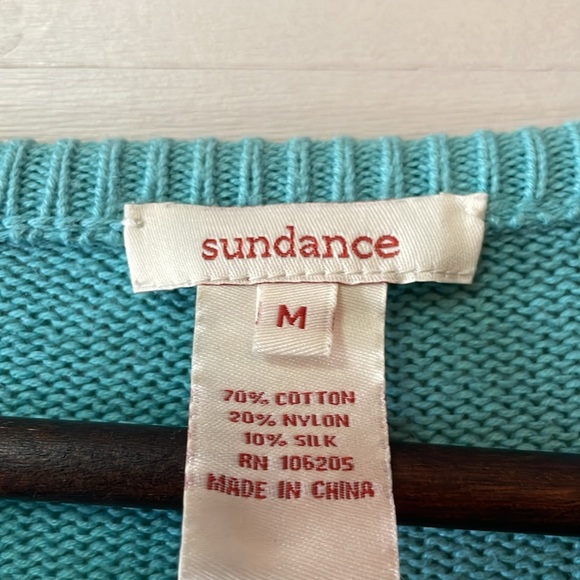 sundance
M
70% COTTON
20% NYLON
10% SILK
RN 106205
MADE IN CHINA